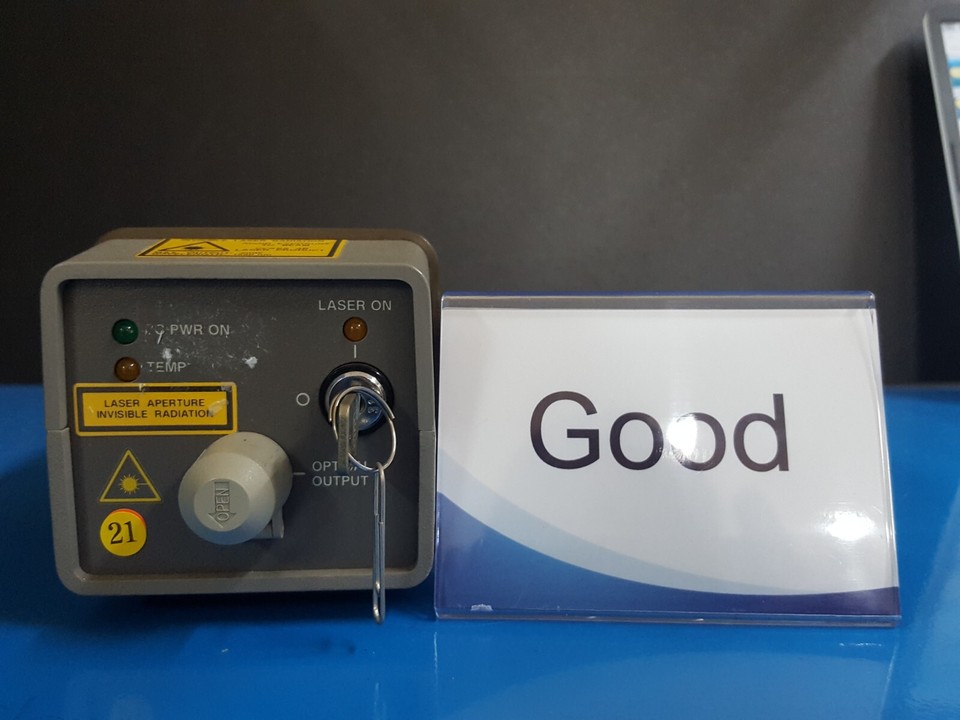 LASER ON
PWR ON
TEMP
LASER APERTURE
INVISIBLE RADIATION
OUTPUT
OPEN
21
Good